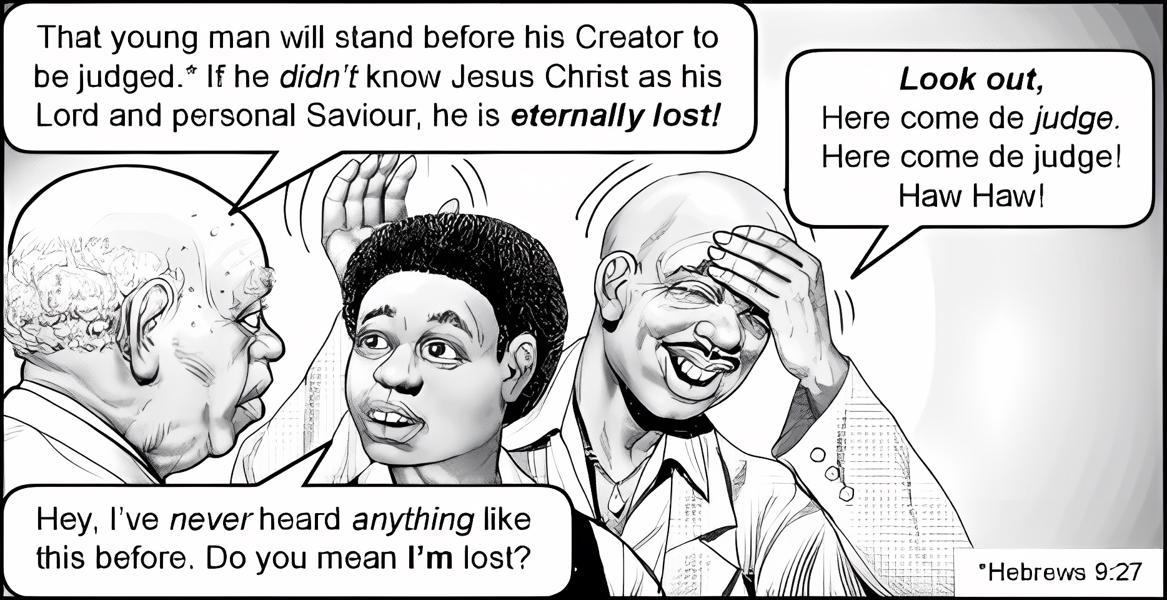 That young man will stand before his Creator to
be judged.* If he didn't know Jesus Christ as his
Lord and personal Saviour, he is eternally lost!
Look out,
Here come de judge.
Here come de judge!
Haw Haw!
Hey, I've never heard anything like
this before. Do you mean I'm lost?
*Hebrews 9:27